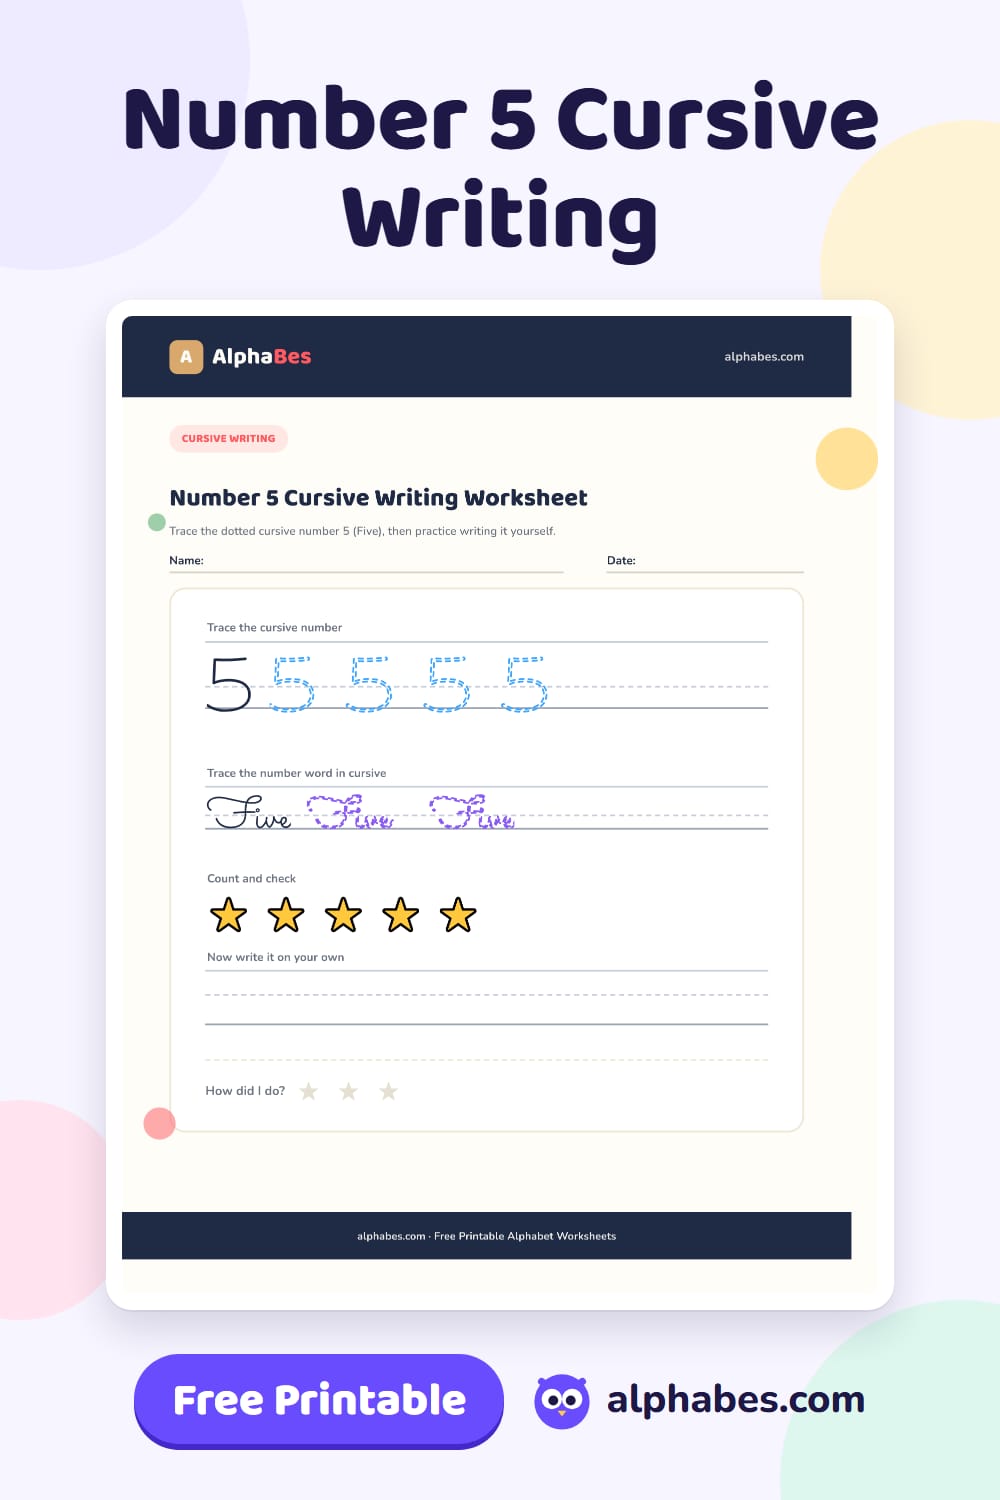 Number 5 Cursive
Writing
A AlphaBes
alphabes.com
CURSIVE WRITING
Number 5 Cursive Writing Worksheet
Trace the dotted cursive number 5 (Five), then practice writing it yourself.
Name: Date:
Trace the cursive number
5 5 5 5 5
Trace the number word in cursive
Five Five Five
Count and check
Now write it on your own
How did I do?
alphabes.com · Free Printable Alphabet Worksheets
Free Printable
alphabes.com